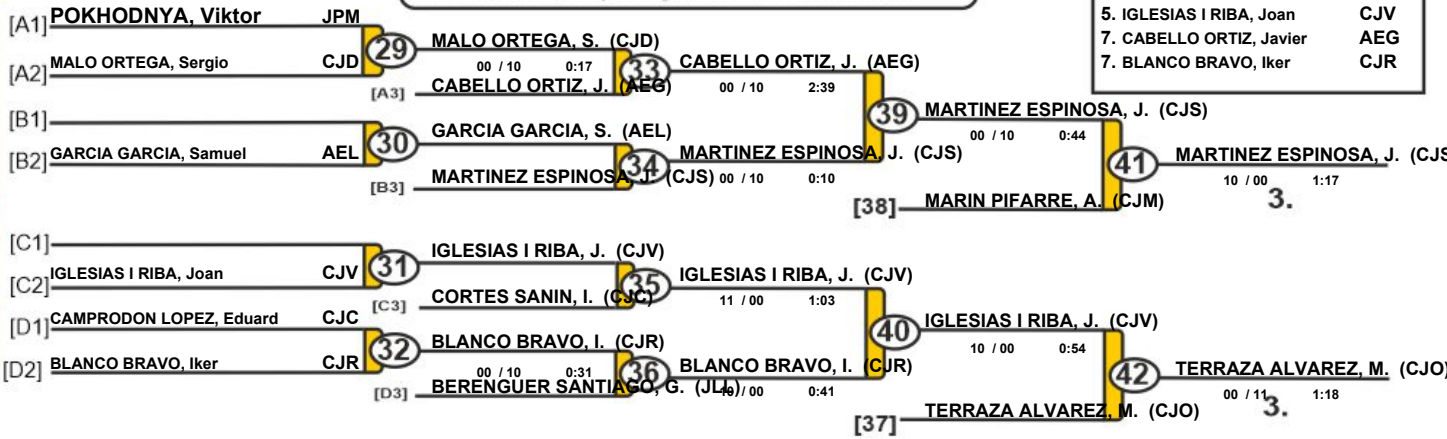 [A1] POKHODNYA, Viktor JPM
[A2] MALO ORTEGA, Sergio CJD
29
MALO ORTEGA, S. (CJD)
00 / 10 0:17
[A3] CABELLO ORTIZ, J. (AEG)
33
CABELLO ORTIZ, J. (AEG)
00 / 10 2:39
[B1]
[B2] GARCIA GARCIA, Samuel AEL
30
GARCIA GARCIA, S. (AEL)
[B3] MARTINEZ ESPINOSA, J. (CJS)
34
MARTINEZ ESPINOSA, J. (CJS)
00 / 10 0:10
39
MARTINEZ ESPINOSA, J. (CJS)
00 / 10 0:44
[38] MARIN PIFARRE, A. (CJM)
41
MARTINEZ ESPINOSA, J. (CJS
10 / 00 1:17
3.
[C1]
[C2] IGLESIAS I RIBA, Joan CJV
31
IGLESIAS I RIBA, J. (CJV)
[C3] CORTES SANIN, I. (CJC)
35
IGLESIAS I RIBA, J. (CJV)
11 / 00 1:03
[D1] CAMPRODON LOPEZ, Eduard CJC
[D2] BLANCO BRAVO, Iker CJR
32
BLANCO BRAVO, I. (CJR)
00 / 10 0:31
[D3] BERENGUER SANTIAGO, G. (JLL)
36
BLANCO BRAVO, I. (CJR)
10 / 00 0:41
40
IGLESIAS I RIBA, J. (CJV)
10 / 00 0:54
[37] TERRAZA ALVAREZ, M. (CJO)
42
TERRAZA ALVAREZ, M. (CJO)
00 / 11 1:18
3.
5. IGLESIAS I RIBA, Joan CJV
7. CABELLO ORTIZ, Javier AEG
7. BLANCO BRAVO, Iker CJR